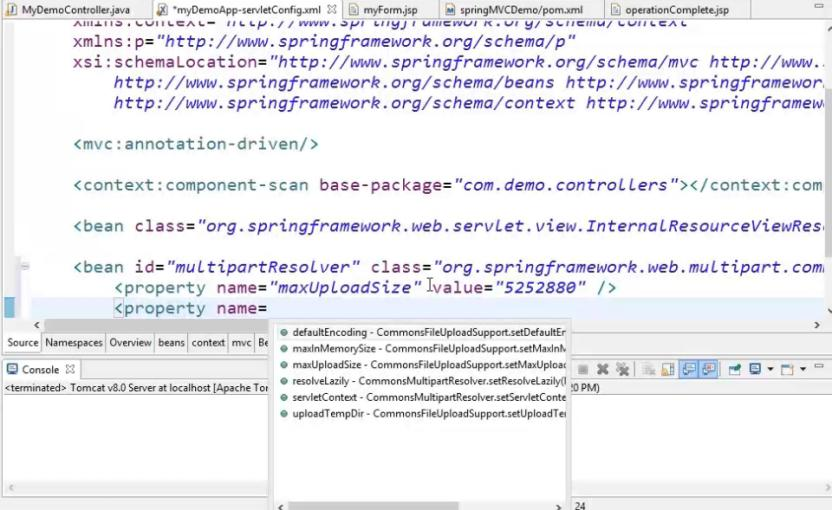 MyDemoController.java *myDemoApp-servletConfig.xml myForm.jsp springMVCDemo/pom.xml operationComplete.jsp
xmlns:context="http://www.springframework.org/schema/context"
xmlns:p="http://www.springframework.org/schema/p"
xsi:schemaLocation="http://www.springframework.org/schema/mvc http://www.
http://www.springframework.org/schema/beans http://www.springframewor
http://www.springframework.org/schema/context http://www.springframew
<mvc:annotation-driven/>
<context:component-scan base-package="com.demo.controllers"></context:com
<bean class="org.springframework.web.servlet.view.InternalResourceViewRes
<bean id="multipartResolver" class="org.springframework.web.multipart.com
<property name="maxUploadSize" value="5252880" />
<property name=
Source Namespaces Overview beans context mvc Be
defaultEncoding - CommonsFileUploadSupport.setDefaultEn
maxInMemorySize - CommonsFileUploadSupport.setMaxInM
maxUploadSize - CommonsFileUploadSupport.setMaxUploa
resolveLazily - CommonsMultipartResolver.setResolveLazily(
servletContext - CommonsMultipartResolver.setServletConte
uploadTempDir - CommonsFileUploadSupport.setUploadTe
Console
<terminated> Tomcat v8.0 Server at localhost [Apache Tor
20 PM)
24